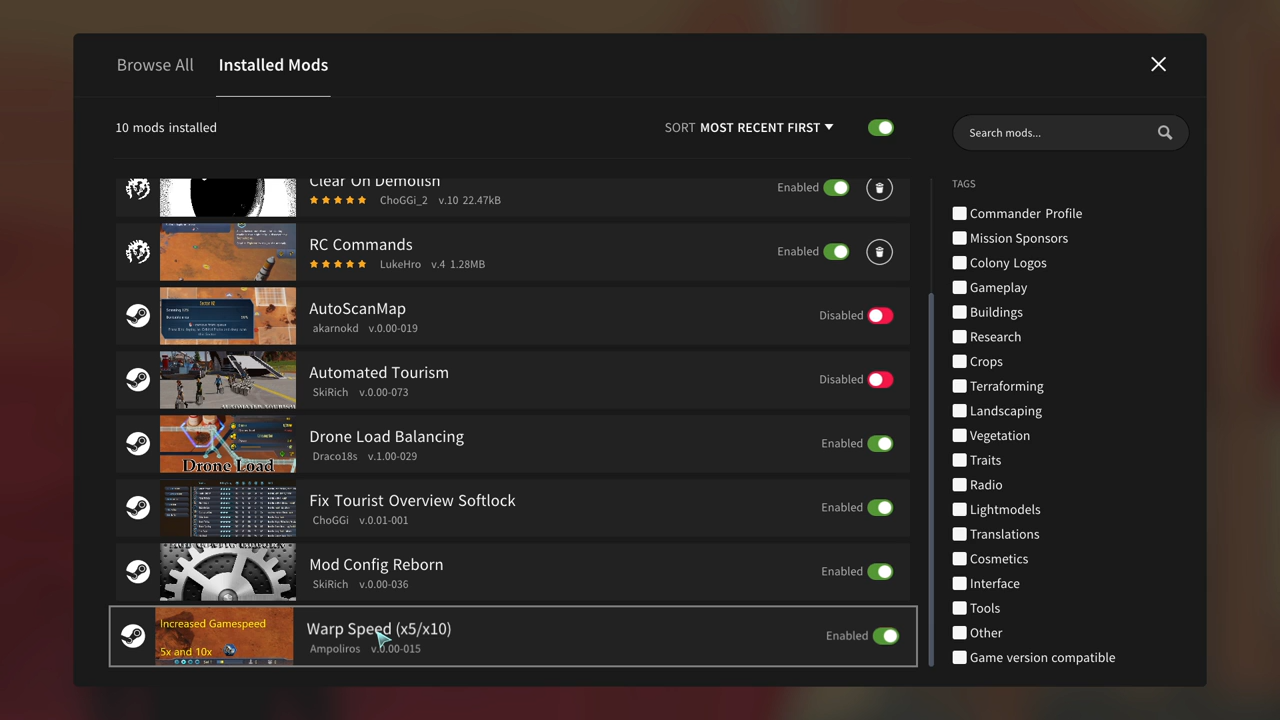 Browse All
Installed Mods
10 mods installed
SORT MOST RECENT FIRST
Search mods...
Clear On Demolish
ChoGGi_2 v.10 22.47kB
Enabled
RC Commands
LukeHro v.4 1.28MB
Enabled
AutoScanMap
akarnokd v.0.00-019
Disabled
Automated Tourism
SkiRich v.0.00-073
Disabled
AUTOMATED TOURISM
Drone Load Balancing
Draco18s v.1.00-029
Enabled
Drone Load
Fix Tourist Overview Softlock
ChoGGi v.0.01-001
Enabled
Mod Config Reborn
SkiRich v.0.00-036
Enabled
Increased Gamespeed
5x and 10x
Warp Speed (x5/x10)
Ampoliros v.0.00-015
Enabled
TAGS
Commander Profile
Mission Sponsors
Colony Logos
Gameplay
Buildings
Research
Crops
Terraforming
Landscaping
Vegetation
Traits
Radio
Lightmodels
Translations
Cosmetics
Interface
Tools
Other
Game version compatible